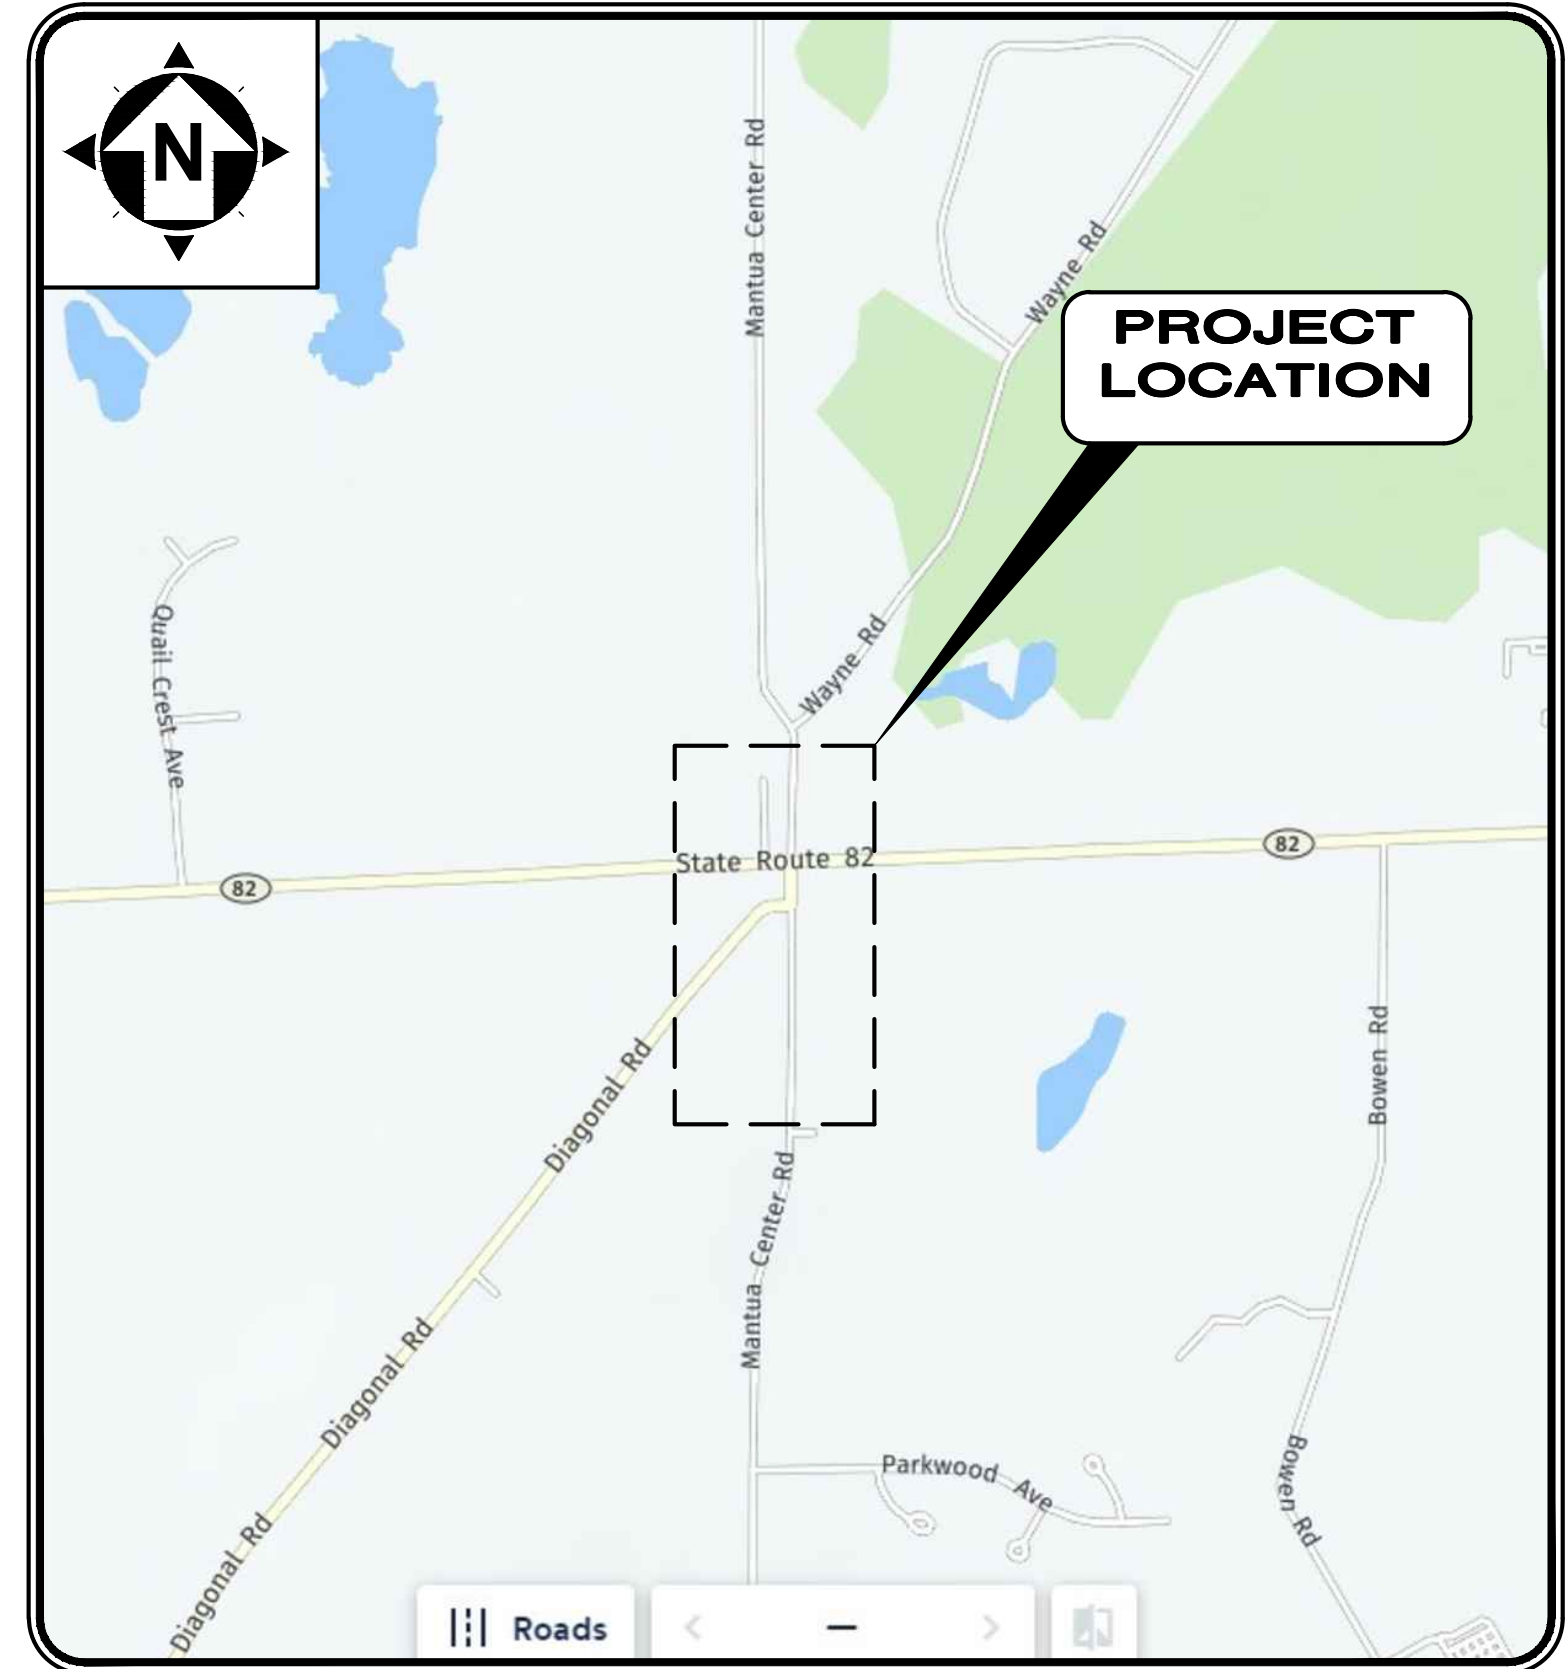 N
Mantua Center Rd
Wayne Rd
PROJECT
LOCATION
Quail Crest Ave
Wayne Rd
State Route 82
82
82
Diagonal Rd
Bowen Rd
Mantua Center Rd
Diagonal Rd
Parkwood Ave
Bowen Rd
Diagonal Rd
Roads